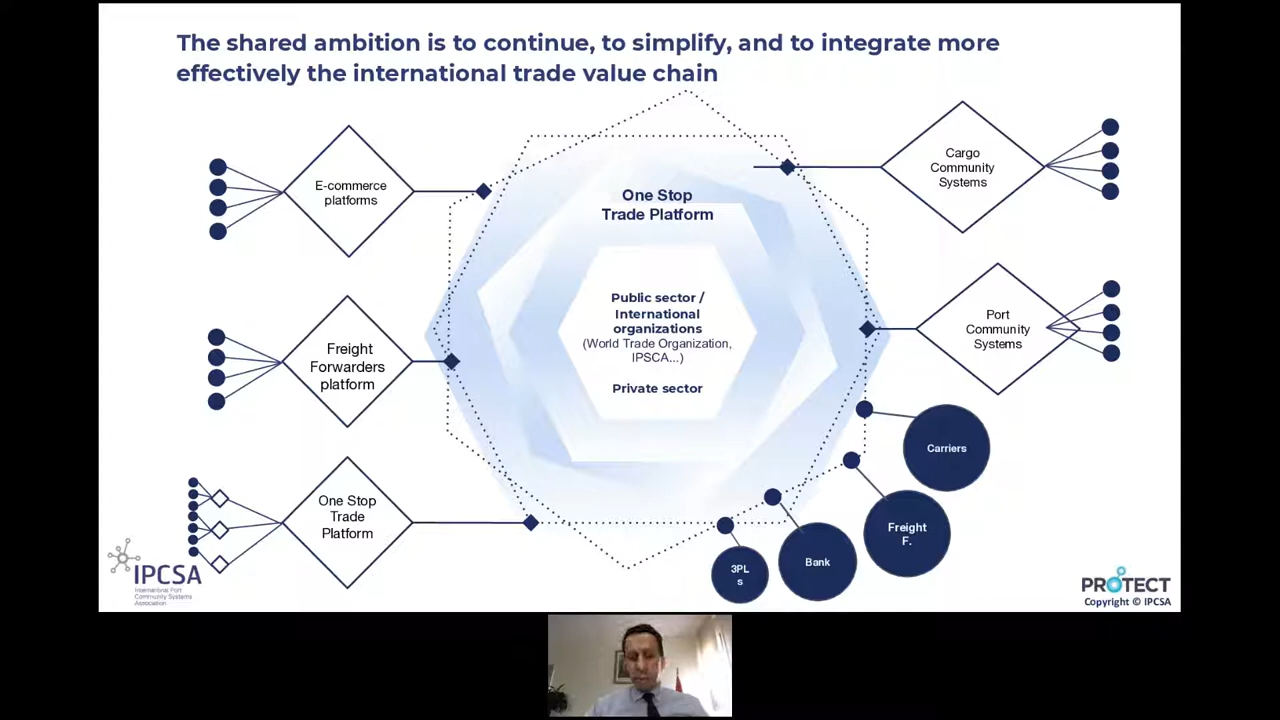 The shared ambition is to continue, to simplify, and to integrate more
effectively the international trade value chain
E-commerce
platforms
Freight
Forwarders
platform
One Stop
Trade
Platform
One Stop
Trade Platform
Public sector /
International
organizations
(World Trade Organization,
IPSCA...)
Private sector
Cargo
Community
Systems
Port
Community
Systems
Carriers
Freight
F.
Bank
3PL
s
IPCSA
International Port
Community Systems
Association
PROTECT
Copyright © IPCSA